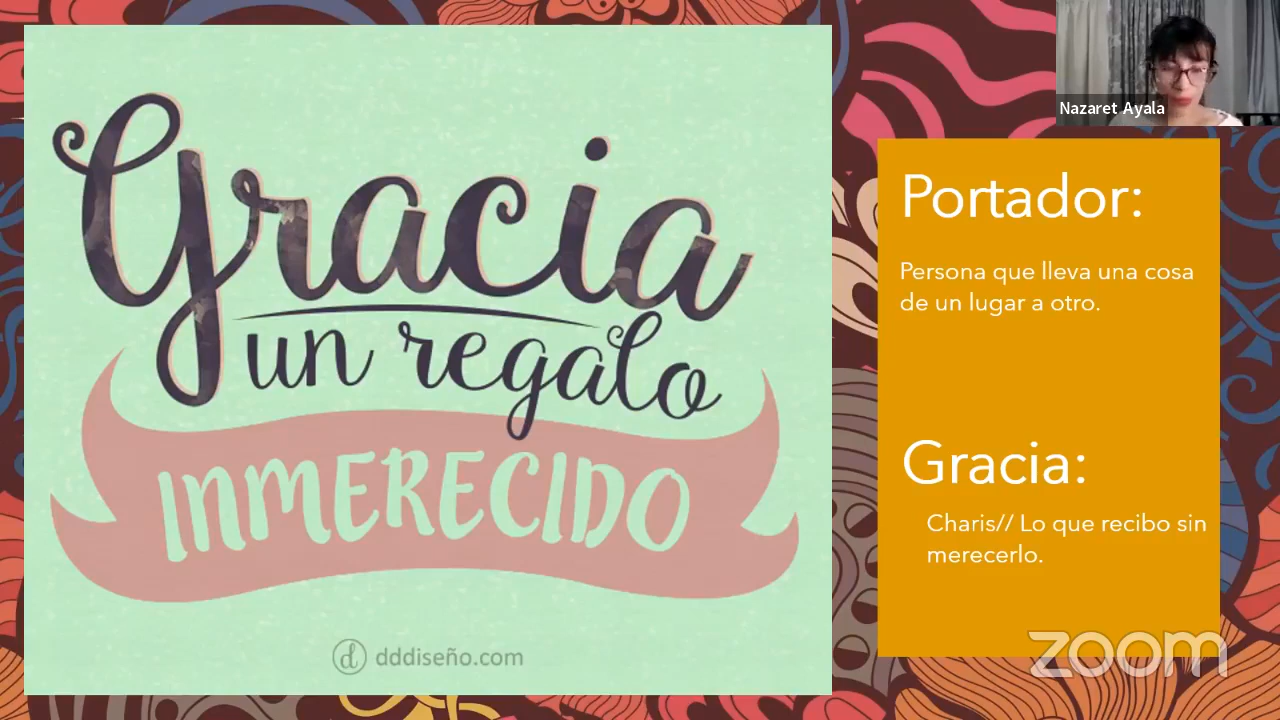 Gracia
un regalo
INMERECIDO
d dddiseño.com
Nazaret Ayala
Portador:
Persona que lleva una cosa
de un lugar a otro.
Gracia:
Charis// Lo que recibo sin
merecerlo.
zoom